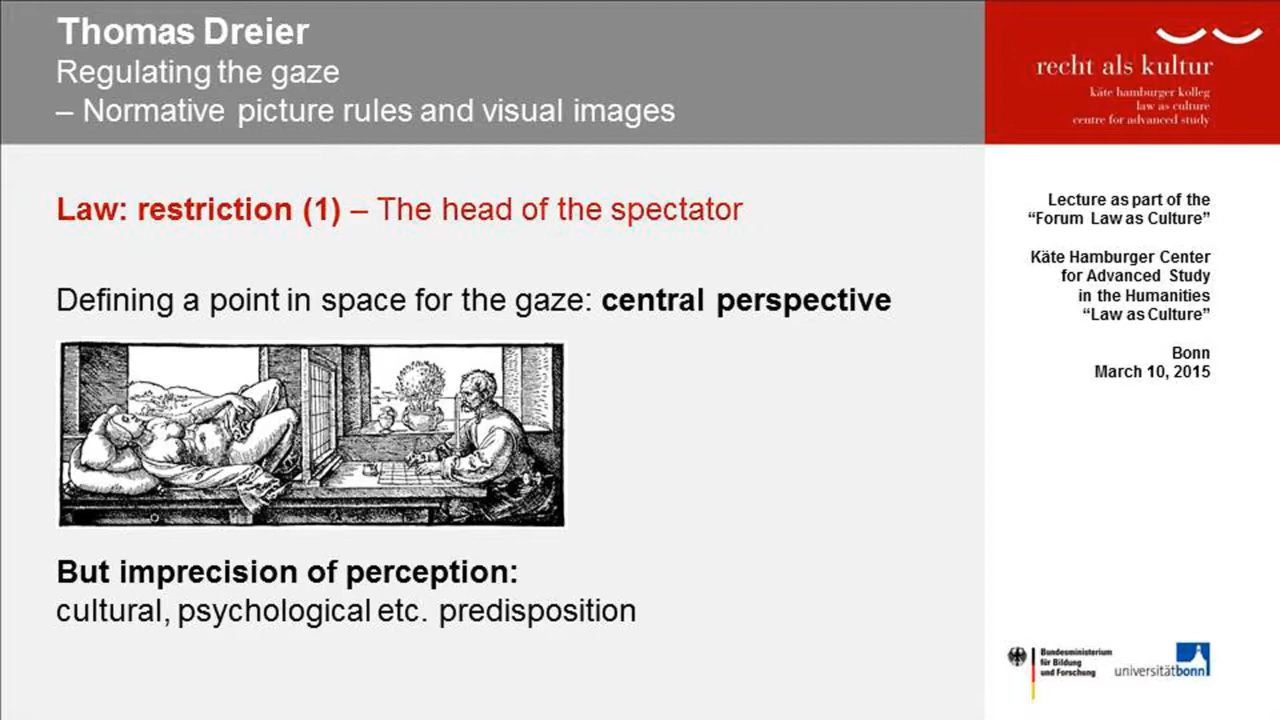 Thomas Dreier
Regulating the gaze
– Normative picture rules and visual images
recht als kultur
käte hamburger kolleg
law as culture
centre for advanced study
Law: restriction (1) – The head of the spectator
Defining a point in space for the gaze: central perspective
But imprecision of perception:
cultural, psychological etc. predisposition
Lecture as part of the
“Forum Law as Culture”
Käte Hamburger Center
for Advanced Study
in the Humanities
“Law as Culture”
Bonn
March 10, 2015
Bundesministerium
für Bildung
und Forschung
universitätbonn